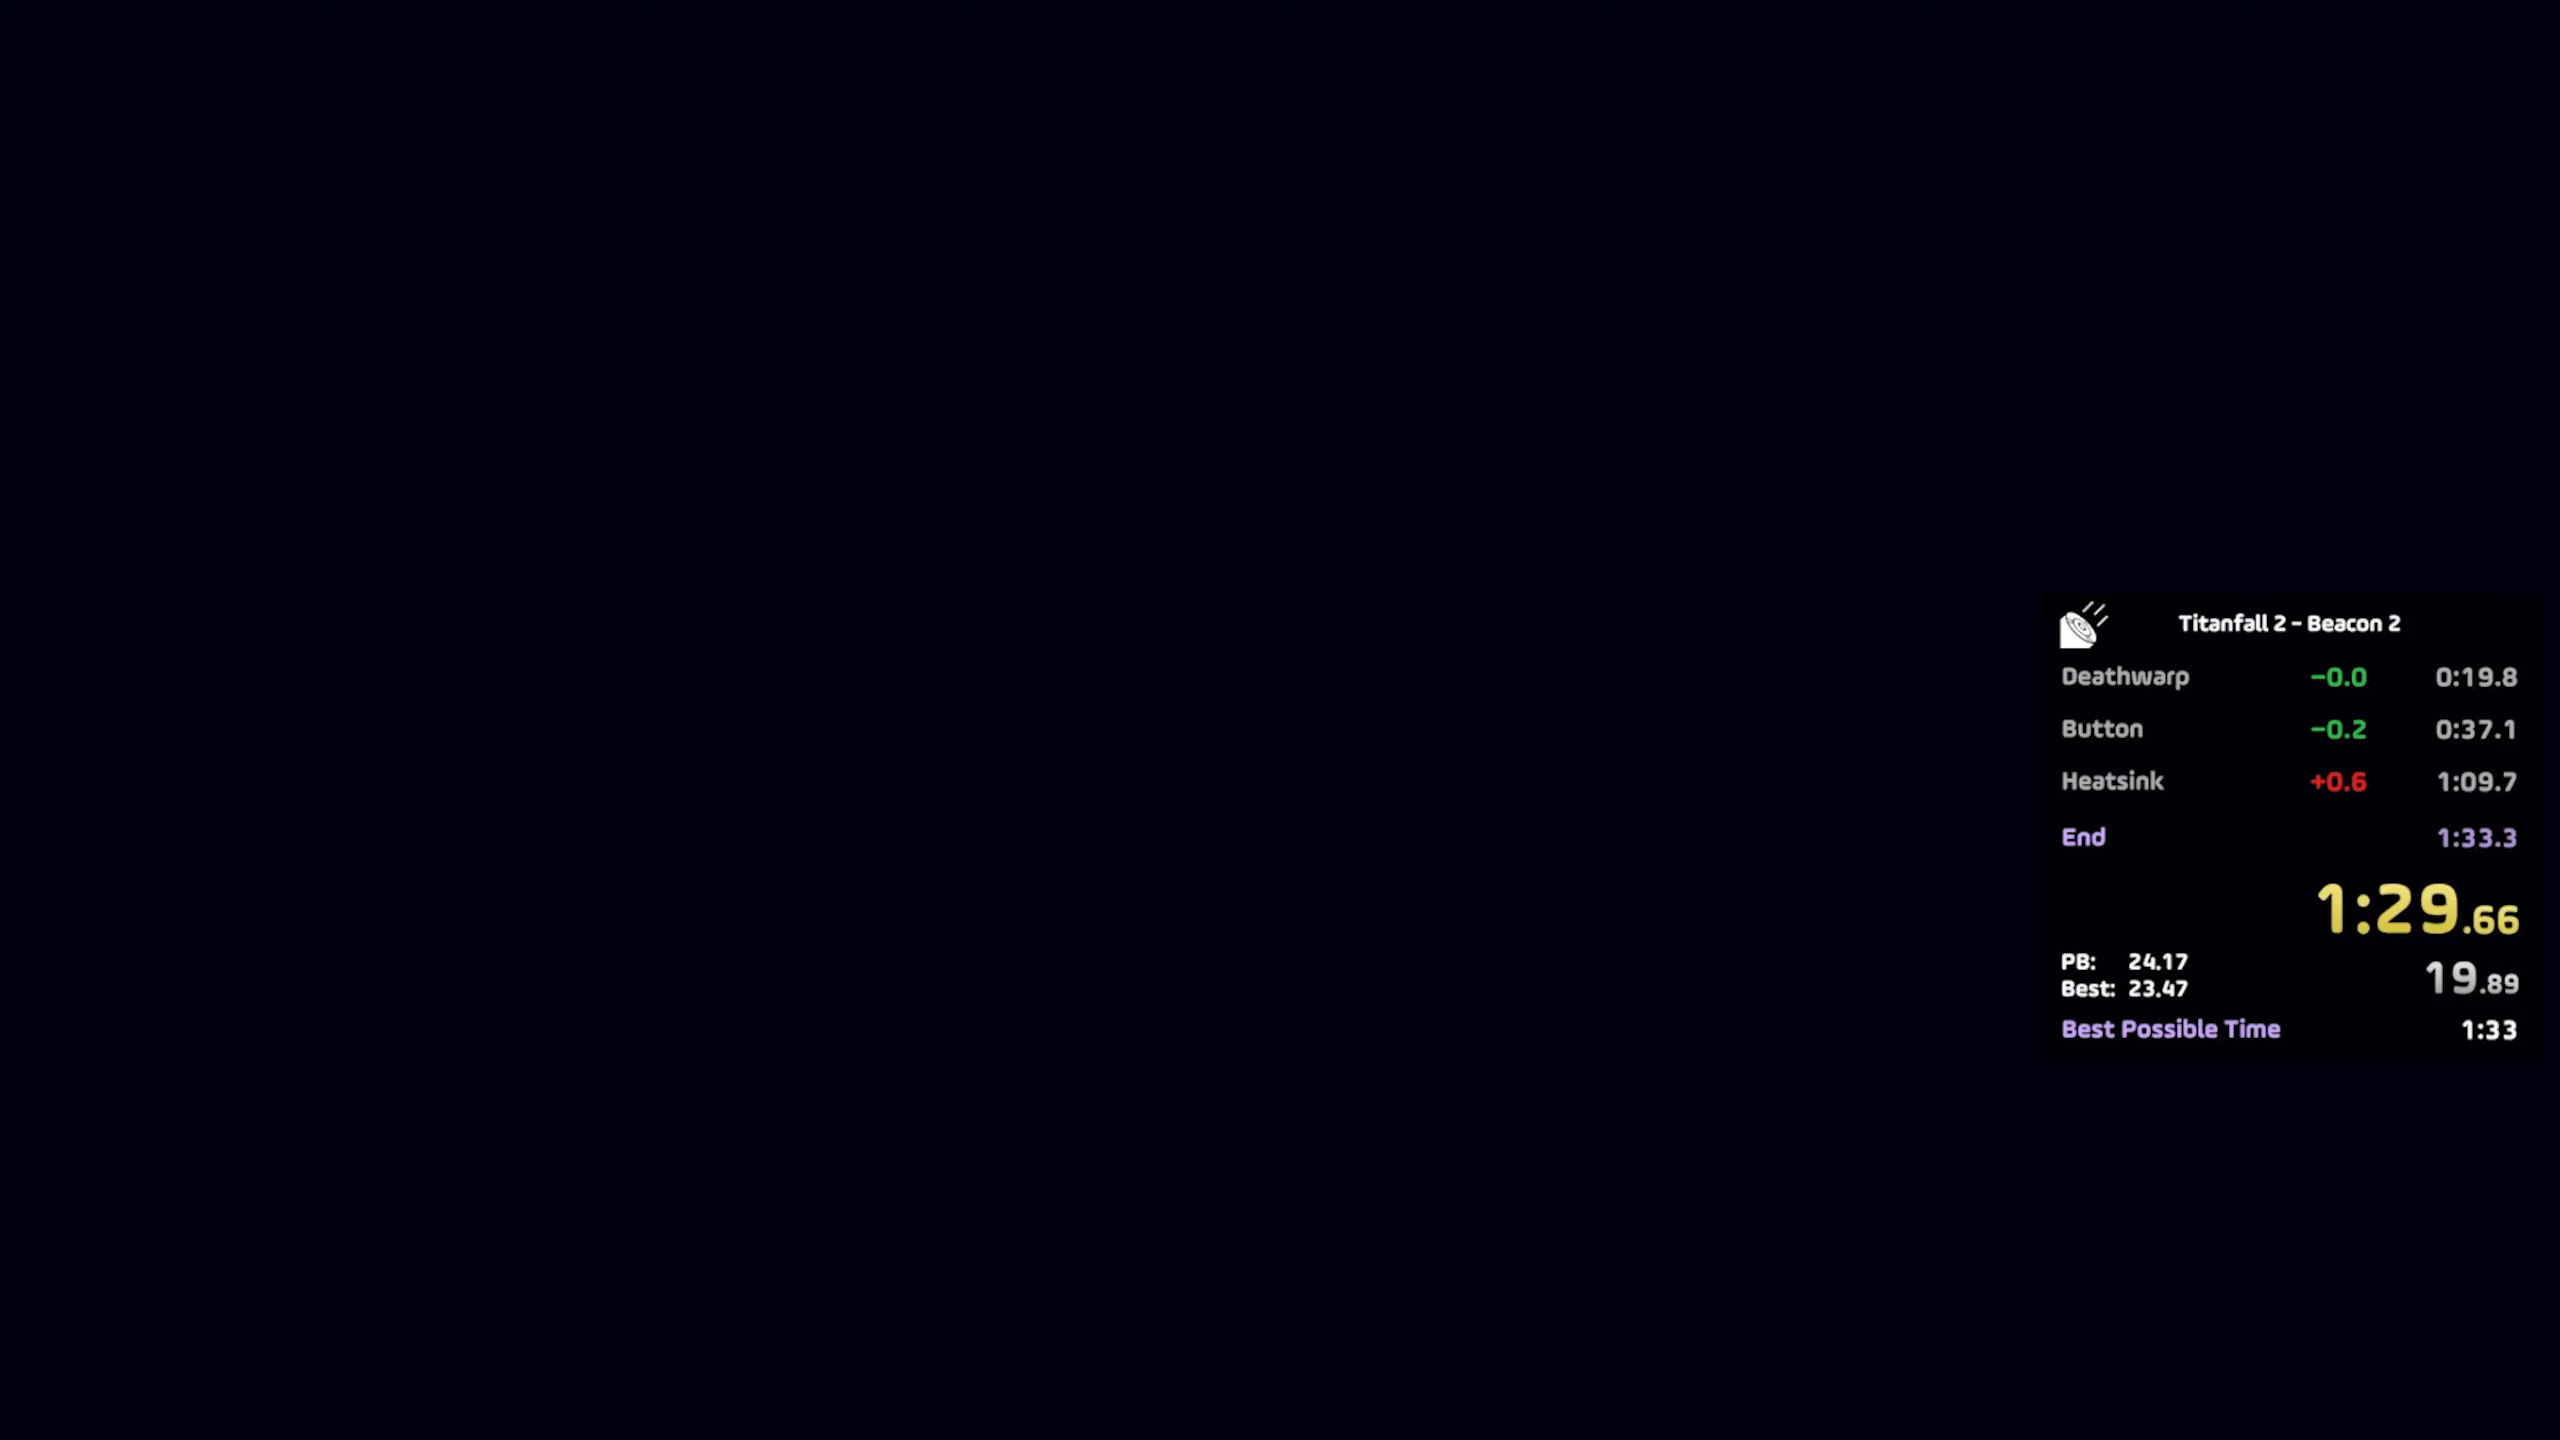 Titanfall 2 - Beacon 2
Deathwarp −0.0 0:19.8
Button −0.2 0:37.1
Heatsink +0.6 1:09.7
End 1:33.3
1:29.66
PB: 24.17
Best: 23.47
19.89
Best Possible Time 1:33